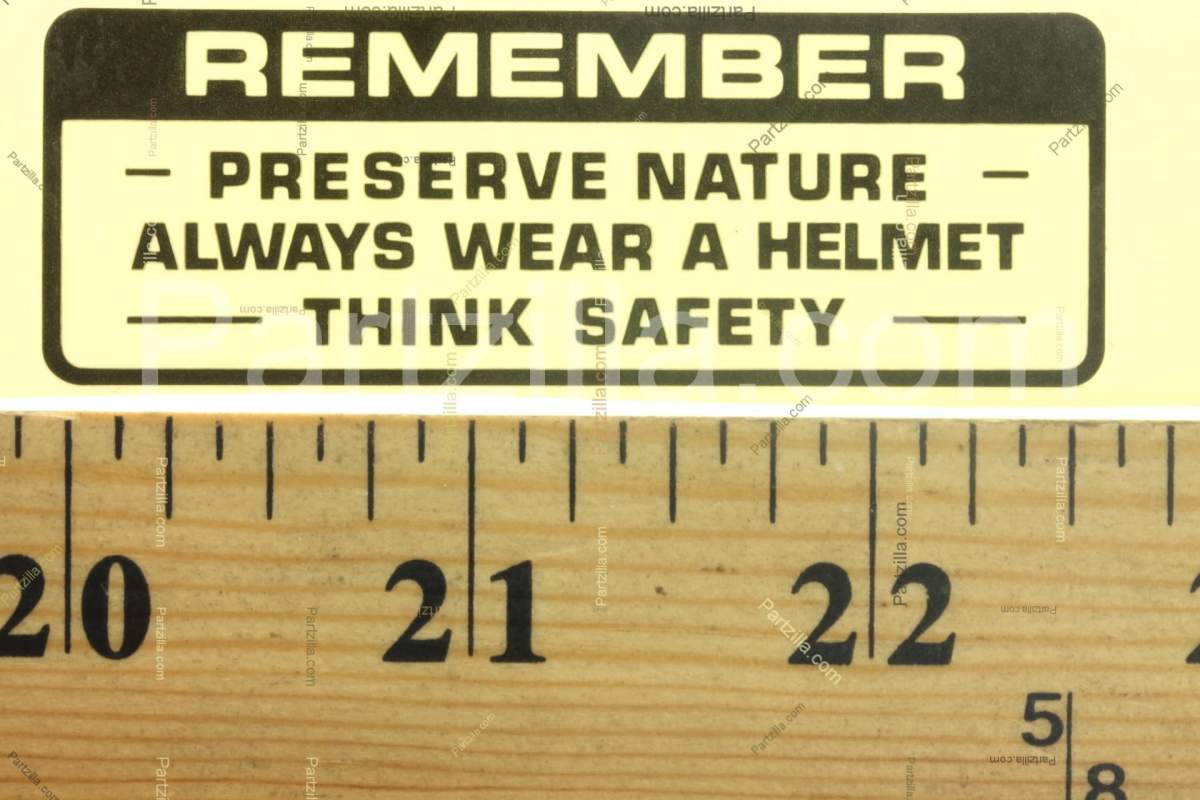 REMEMBER
— PRESERVE NATURE —
ALWAYS WEAR A HELMET
— THINK SAFETY —
Partzilla.com
20 21 22
5
8